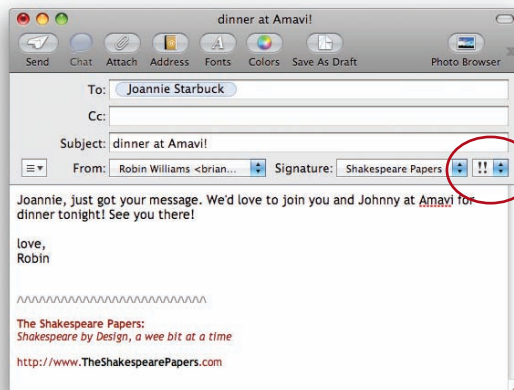 dinner at Amavi!
Send Chat Attach Address Fonts Colors Save As Draft Photo Browser
To: Joannie Starbuck
Cc:
Subject: dinner at Amavi!
From: Robin Williams <brian... Signature: Shakespeare Papers !!
Joannie, just got your message. We'd love to join you and Johnny at Amavi for
dinner tonight! See you there!
love,
Robin
The Shakespeare Papers:
Shakespeare by Design, a wee bit at a time
http://www.TheShakespearePapers.com